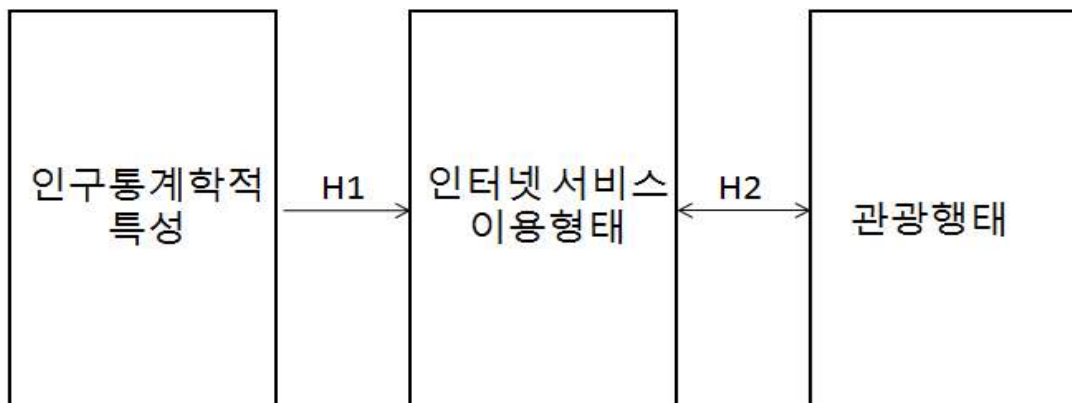 인구통계학적
특성
H1
인터넷 서비스
이용형태
H2
관광행태